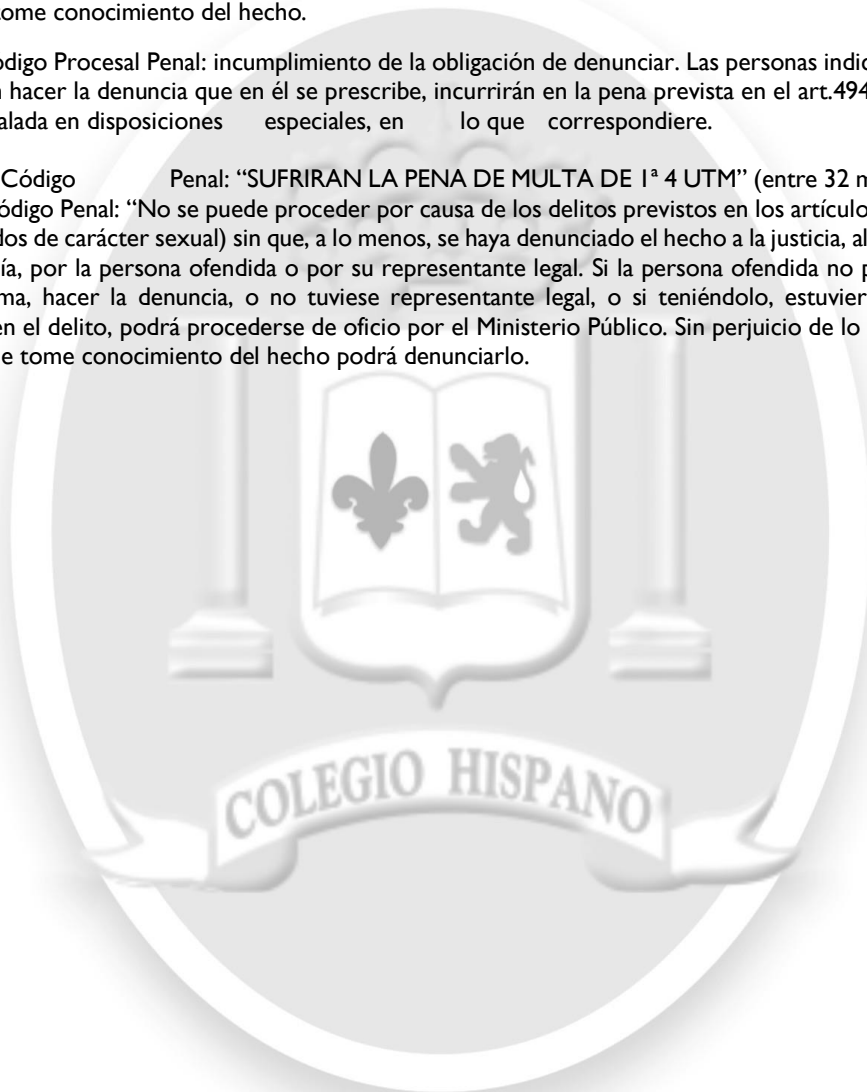 tome conocimiento del hecho.
ódigo Procesal Penal: incumplimiento de la obligación de denunciar. Las personas indic
hacer la denuncia que en él se prescribe, incurrirán en la pena prevista en el art.494
alada en disposiciones especiales, en lo que correspondiere.
Código Penal: “SUFRIRAN LA PENA DE MULTA DE 1ª 4 UTM” (entre 32 m
ódigo Penal: “No se puede proceder por causa de los delitos previstos en los artículo
dos de carácter sexual) sin que, a lo menos, se haya denunciado el hecho a la justicia, al
ía, por la persona ofendida o por su representante legal. Si la persona ofendida no p
ma, hacer la denuncia, o no tuviese representante legal, o si teniéndolo, estuvier
en el delito, podrá procederse de oficio por el Ministerio Público. Sin perjuicio de lo
e tome conocimiento del hecho podrá denunciarlo.
COLEGIO HISPANO